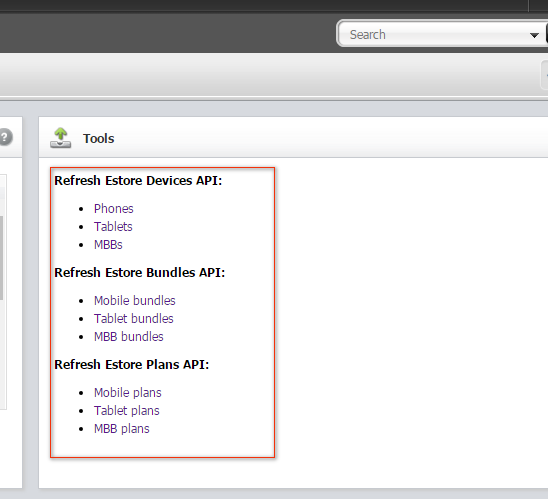 Search
?
Tools
Refresh Estore Devices API:
Phones
Tablets
MBBs
Refresh Estore Bundles API:
Mobile bundles
Tablet bundles
MBB bundles
Refresh Estore Plans API:
Mobile plans
Tablet plans
MBB plans